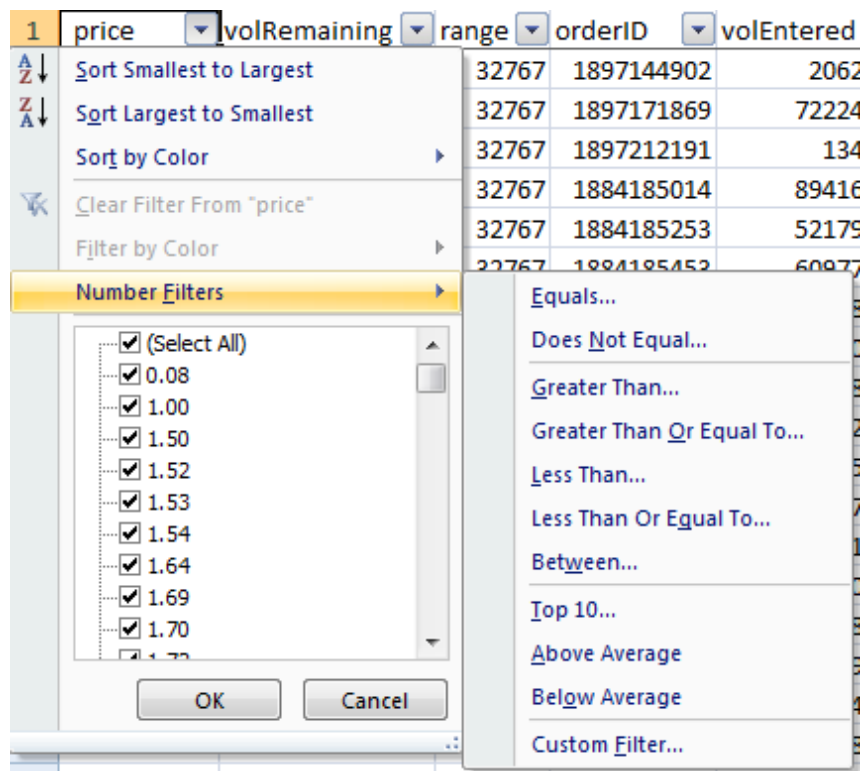 1 price volRemaining range orderID volEntered
32767 1897144902 2062
32767 1897171869 72224
32767 1897212191 134
32767 1884185014 89416
32767 1884185253 52179
32767 1884185453 60977
Sort Smallest to Largest
Sort Largest to Smallest
Sort by Color
Clear Filter From "price"
Filter by Color
Number Filters
(Select All)
0.08
1.00
1.50
1.52
1.53
1.54
1.64
1.69
1.70
OK Cancel
Equals...
Does Not Equal...
Greater Than...
Greater Than Or Equal To...
Less Than...
Less Than Or Equal To...
Between...
Top 10...
Above Average
Below Average
Custom Filter...